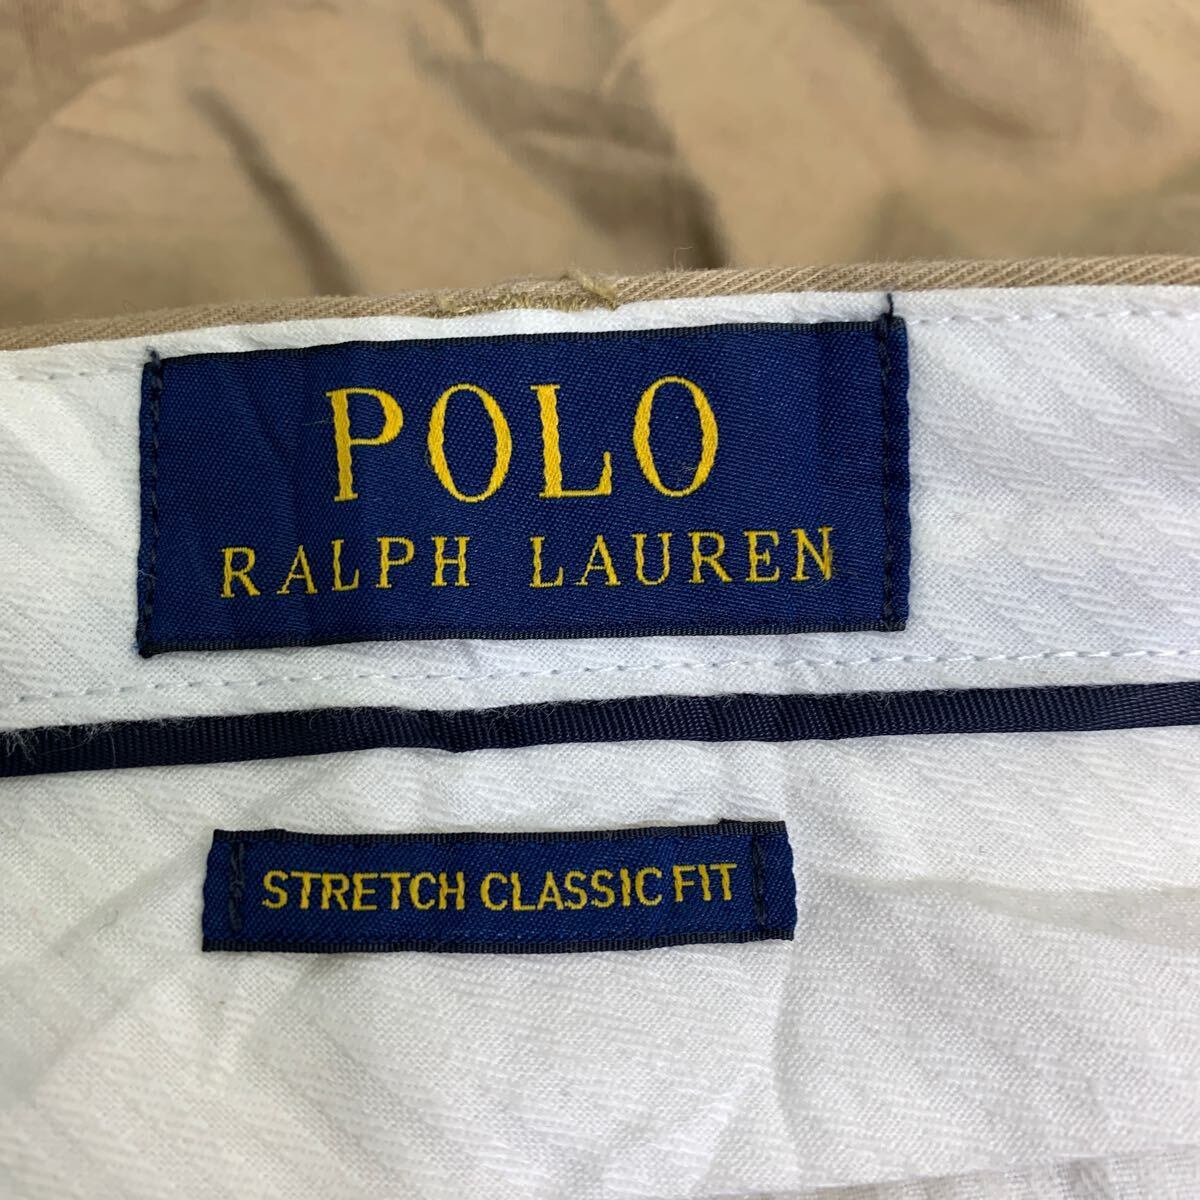 POLO
RALPH LAUREN
STRETCH CLASSIC FIT